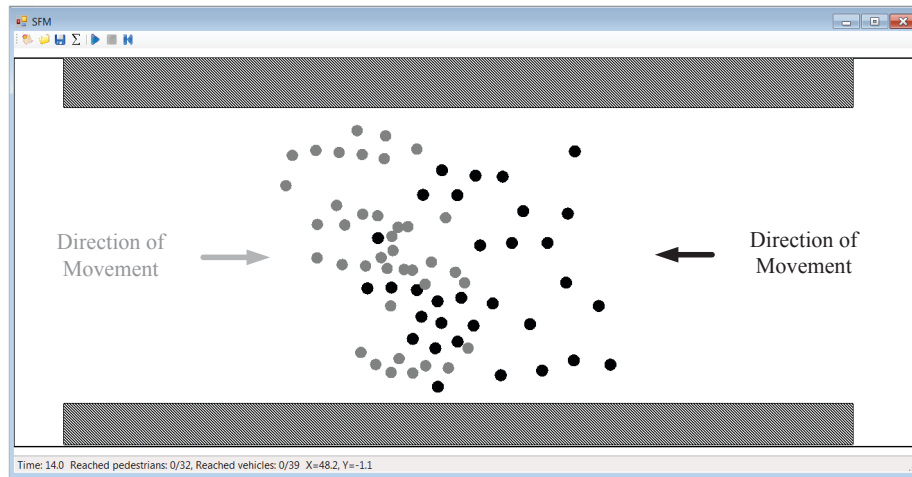 SFM
Σ
Direction of
Movement
Direction of
Movement
Time: 14.0 Reached pedestrians: 0/32, Reached vehicles: 0/39 X=48.2, Y=-1.1